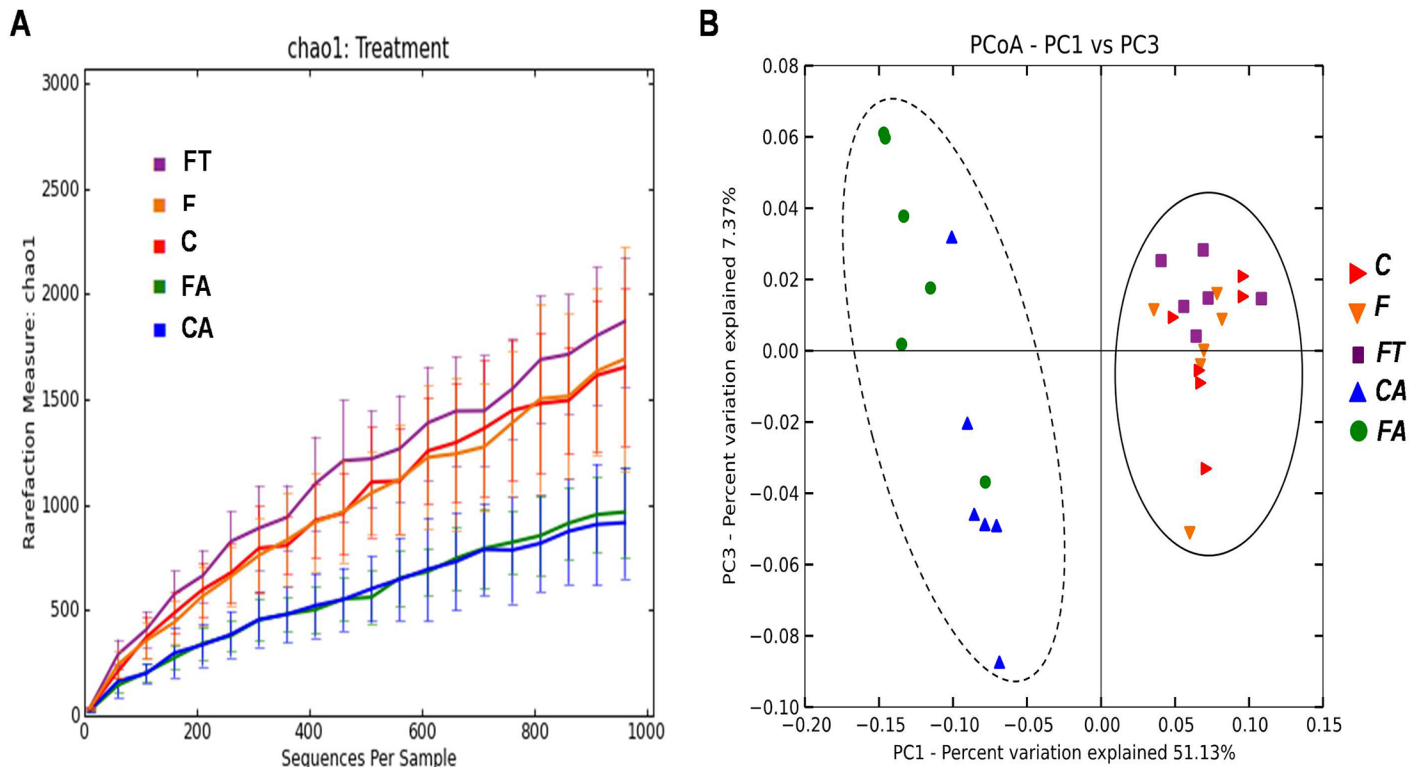 A
chao1: Treatment
3000
2500
2000
1500
1000
500
0
Rarefaction Measure: chao1
FT
F
C
FA
CA
0 200 400 600 800 1000
Sequences Per Sample
B
PCoA - PC1 vs PC3
0.08
0.06
0.04
0.02
0.00
−0.02
−0.04
−0.06
−0.08
−0.10
PC3 - Percent variation explained 7.37%
−0.20 −0.15 −0.10 −0.05 0.00 0.05 0.10 0.15
PC1 - Percent variation explained 51.13%
C
F
FT
CA
FA